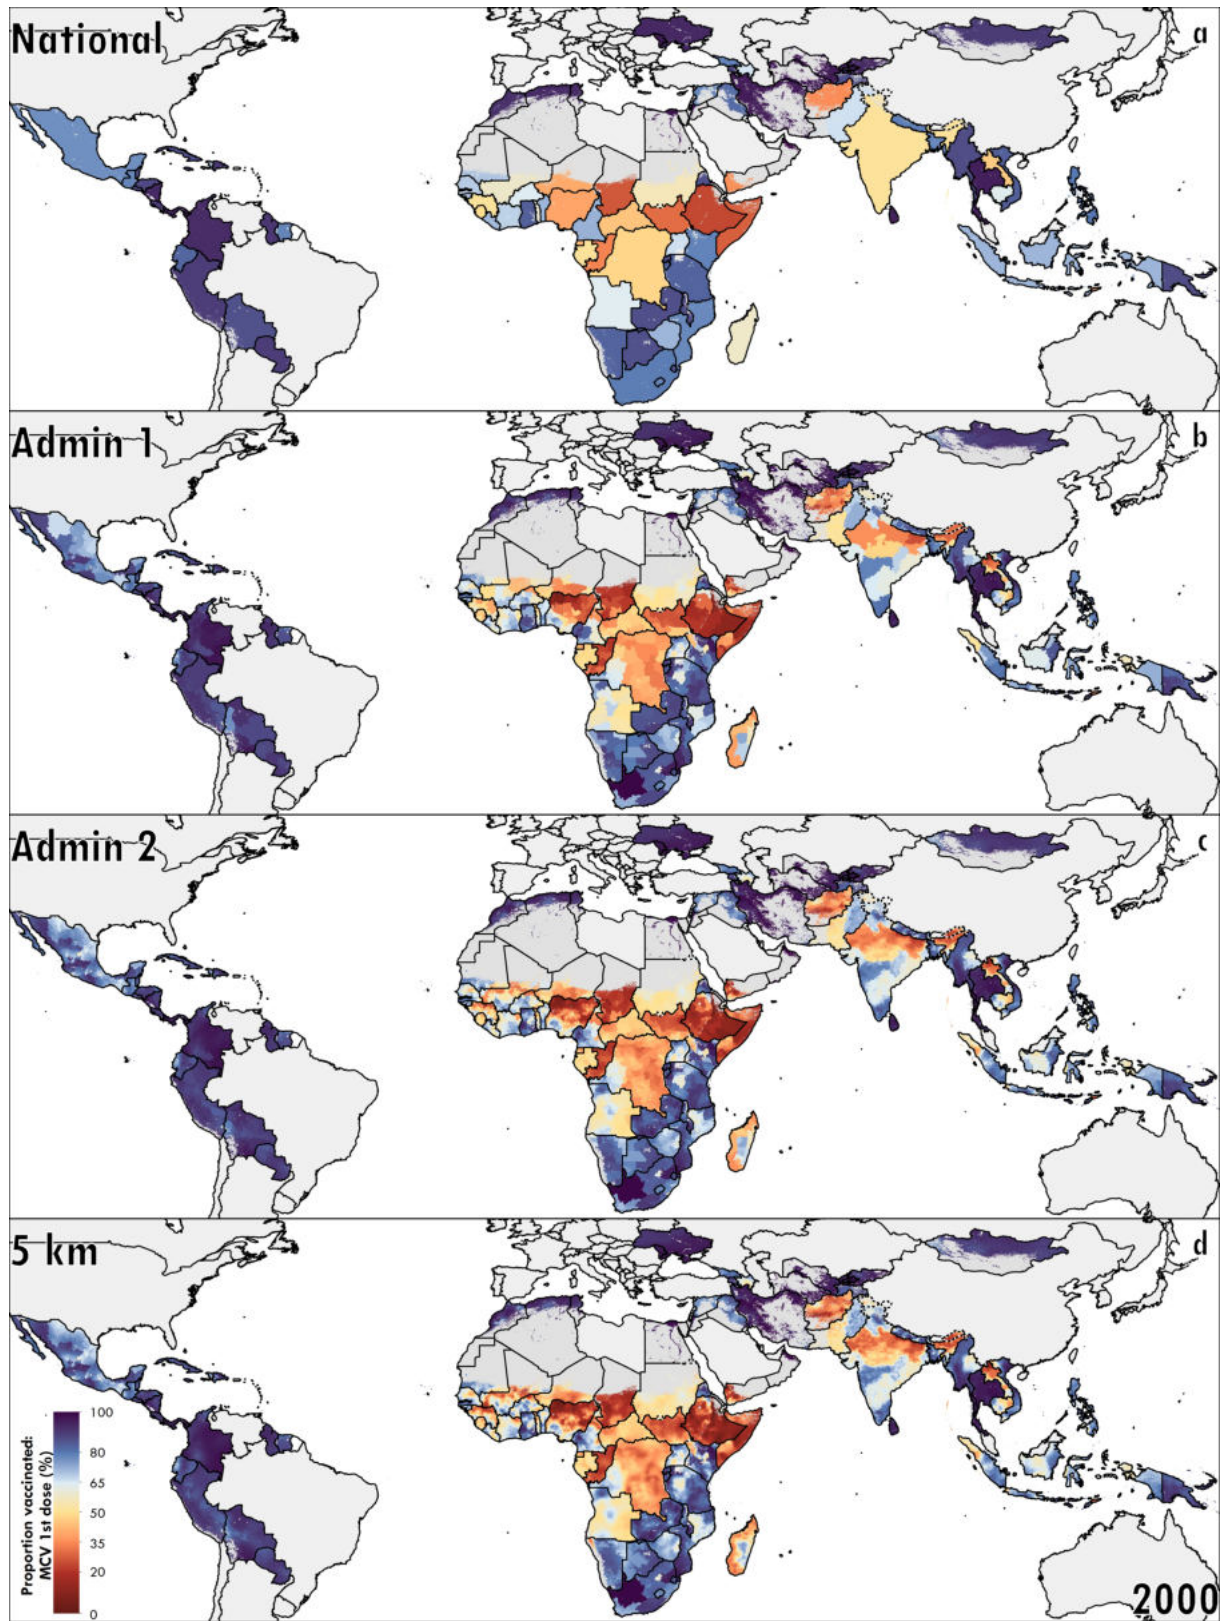 National
a
Admin 1
b
Admin 2
c
5 km
d
Proportion vaccinated:
MCV 1st dose (%)
100
80
65
50
35
20
0
2000